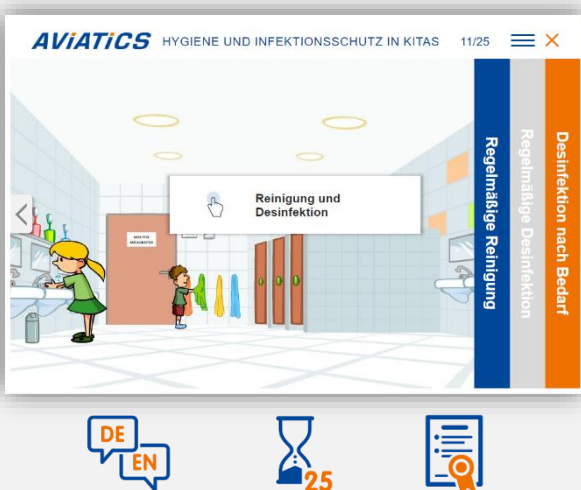 AViATiCS HYGIENE UND INFEKTIONSSCHUTZ IN KITAS 11/25
Reinigung und
Desinfektion
Regelmäßige Reinigung
Regelmäßige Desinfektion
Desinfektion nach Bedarf
DE
EN
25